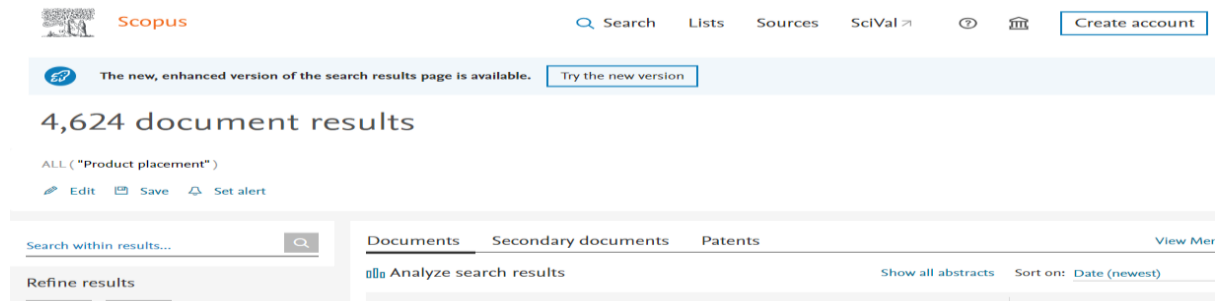 Scopus
Search Lists Sources SciVal Create account
The new, enhanced version of the search results page is available. Try the new version
4,624 document results
ALL ( "Product placement" )
Edit Save Set alert
Search within results...
Documents Secondary documents Patents View Mer
Analyze search results Show all abstracts Sort on: Date (newest)
Refine results